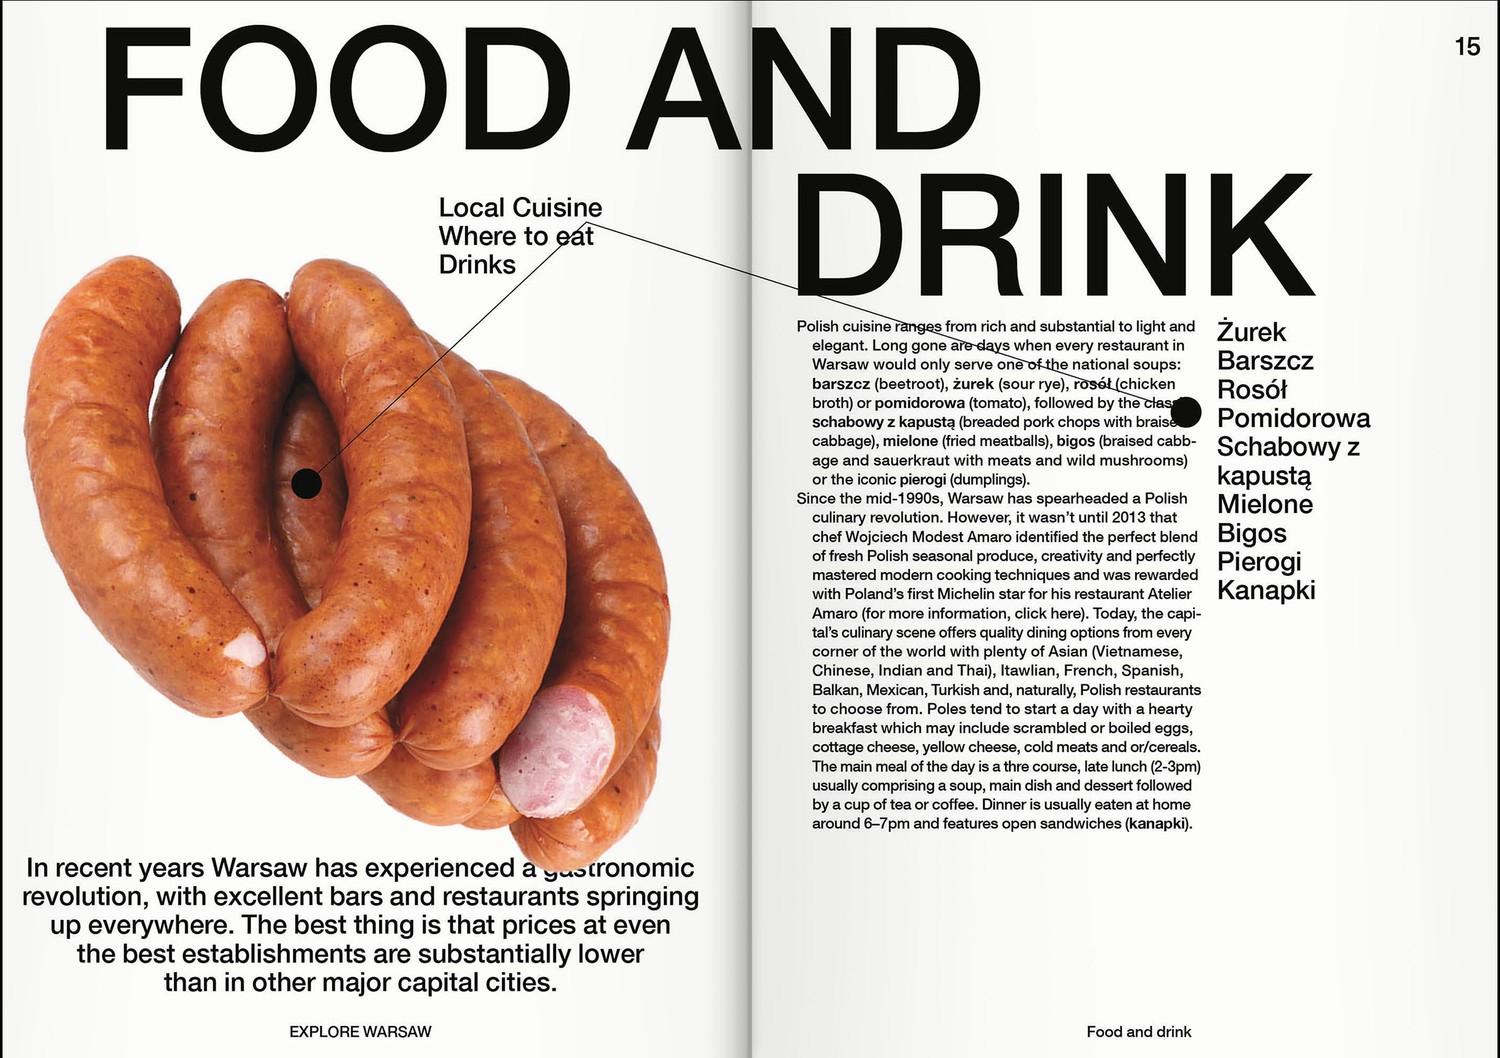 FOOD AND
DRINK
15
Local Cuisine
Where to eat
Drinks
In recent years Warsaw has experienced a gastronomic
revolution, with excellent bars and restaurants springing
up everywhere. The best thing is that prices at even
the best establishments are substantially lower
than in other major capital cities.
EXPLORE WARSAW
Polish cuisine ranges from rich and substantial to light and
elegant. Long gone are days when every restaurant in
Warsaw would only serve one of the national soups:
barszcz (beetroot), żurek (sour rye), rosół (chicken
broth) or pomidorowa (tomato), followed by the
schabowy z kapustą (breaded pork chops with
cabbage), mielone (fried meatballs), bigos (braised cabb-
age and sauerkraut with meats and wild mushrooms)
or the iconic pierogi (dumplings).
Since the mid-1990s, Warsaw has spearheaded a Polish
culinary revolution. However, it wasn't until 2013 that
chef Wojciech Modest Amaro identified the perfect blend
of fresh Polish seasonal produce, creativity and perfectly
mastered modern cooking techniques and was rewarded
with Poland's first Michelin star for his restaurant Atelier
Amaro (for more information, click here). Today, the capi-
tal's culinary scene offers quality dining options from every
corner of the world with plenty of Asian (Vietnamese,
Chinese, Indian and Thai), Itawlian, French, Spanish,
Balkan, Mexican, Turkish and, naturally, Polish restaurants
to choose from. Poles tend to start a day with a hearty
breakfast which may include scrambled or boiled eggs,
cottage cheese, yellow cheese, cold meats and or/cereals.
The main meal of the day is a thre course, late lunch (2-3pm)
usually comprising a soup, main dish and dessert followed
by a cup of tea or coffee. Dinner is usually eaten at home
around 6–7pm and features open sandwiches (kanapki).
Żurek
Barszcz
Rosół
Pomidorowa
Schabowy z
kapustą
Mielone
Bigos
Pierogi
Kanapki
Food and drink